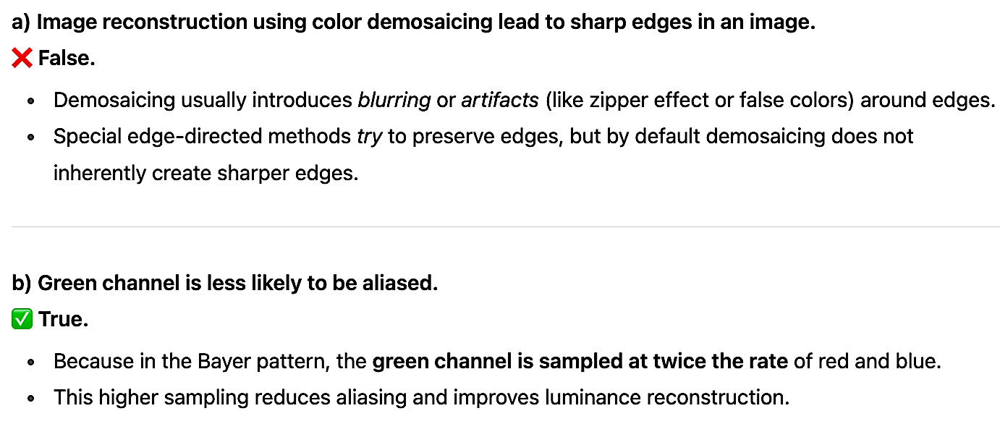 a) Image reconstruction using color demosaicing lead to sharp edges in an image.
❌ False.
• Demosaicing usually introduces blurring or artifacts (like zipper effect or false colors) around edges.
• Special edge-directed methods try to preserve edges, but by default demosaicing does not
inherently create sharper edges.
b) Green channel is less likely to be aliased.
✅ True.
• Because in the Bayer pattern, the green channel is sampled at twice the rate of red and blue.
• This higher sampling reduces aliasing and improves luminance reconstruction.